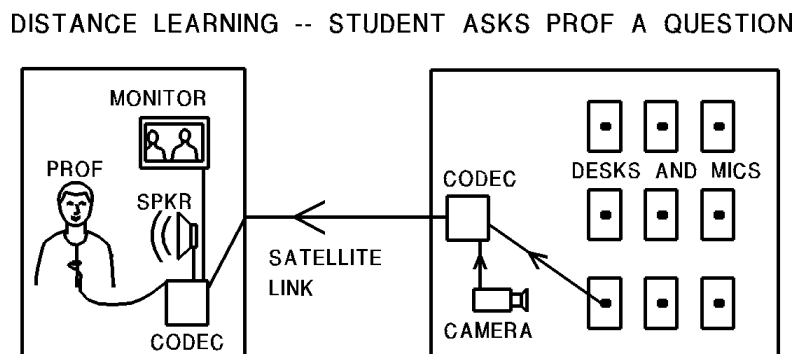 DISTANCE LEARNING -- STUDENT ASKS PROF A QUESTION
MONITOR
PROF
SPKR
CODEC
SATELLITE
LINK
CODEC
CAMERA
DESKS AND MICS